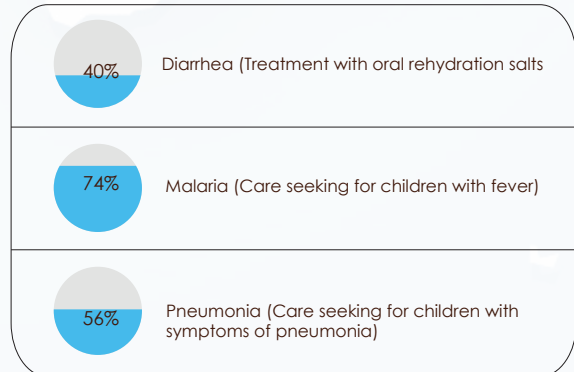 40%
Diarrhea (Treatment with oral rehydration salts
74%
Malaria (Care seeking for children with fever)
56%
Pneumonia (Care seeking for children with
symptoms of pneumonia)